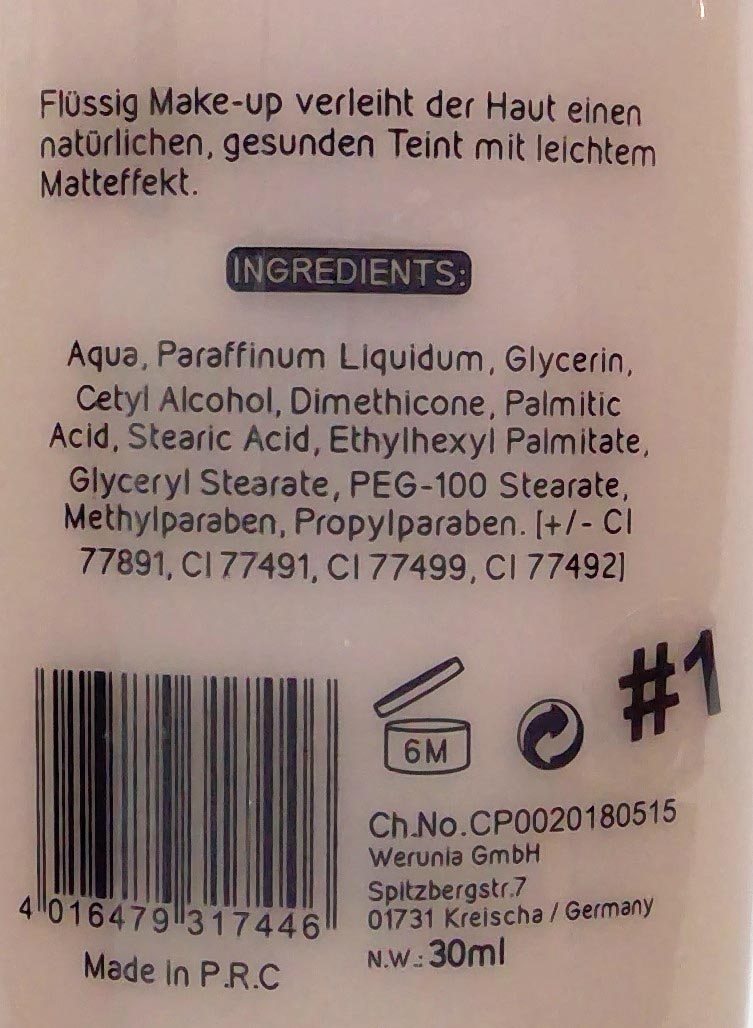 Flüssig Make-up verleiht der Haut einen
natürlichen, gesunden Teint mit leichtem
Matteffekt.
INGREDIENTS:
Aqua, Paraffinum Liquidum, Glycerin,
Cetyl Alcohol, Dimethicone, Palmitic
Acid, Stearic Acid, Ethylhexyl Palmitate,
Glyceryl Stearate, PEG-100 Stearate,
Methylparaben, Propylparaben. [+/- CI
77891, CI 77491, CI 77499, CI 77492]
#1
6M
Ch.No.CP0020180515
Werunia GmbH
Spitzbergstr.7
01731 Kreischa / Germany
N.W.: 30ml
4 016479 317446
Made in P.R.C